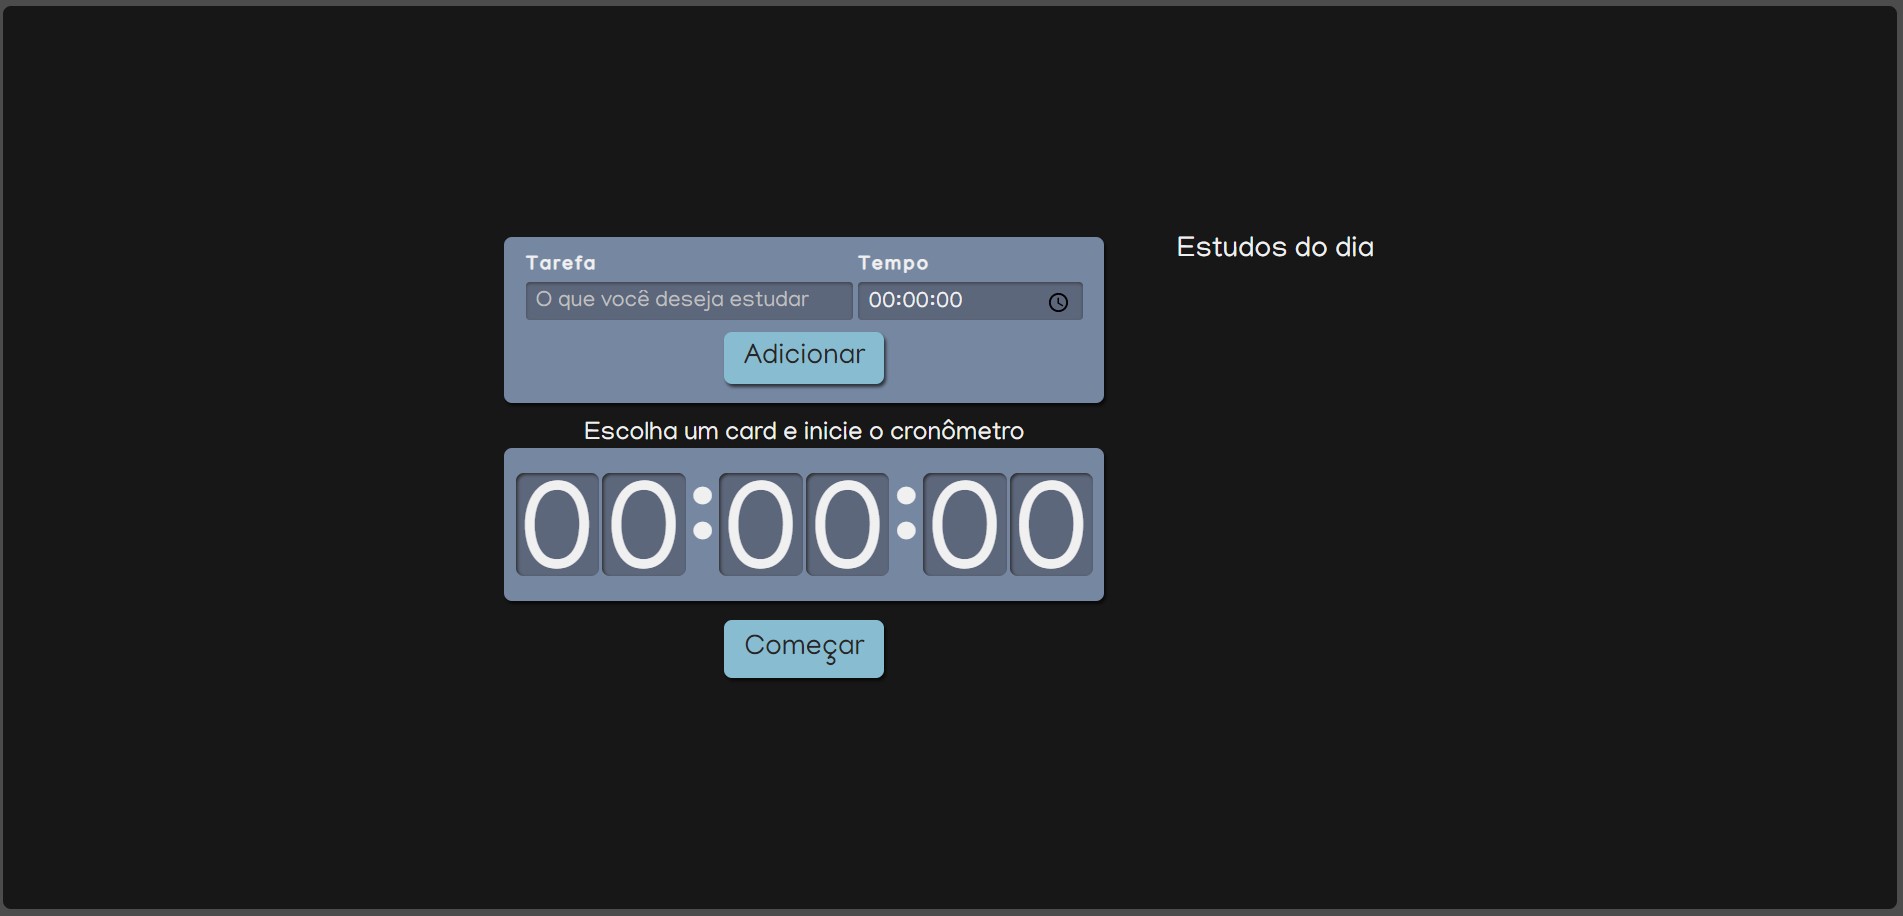 Tarefa
Tempo
O que você deseja estudar
00:00:00
Adicionar
Escolha um card e inicie o cronômetro
00:00:00
Começar
Estudos do dia